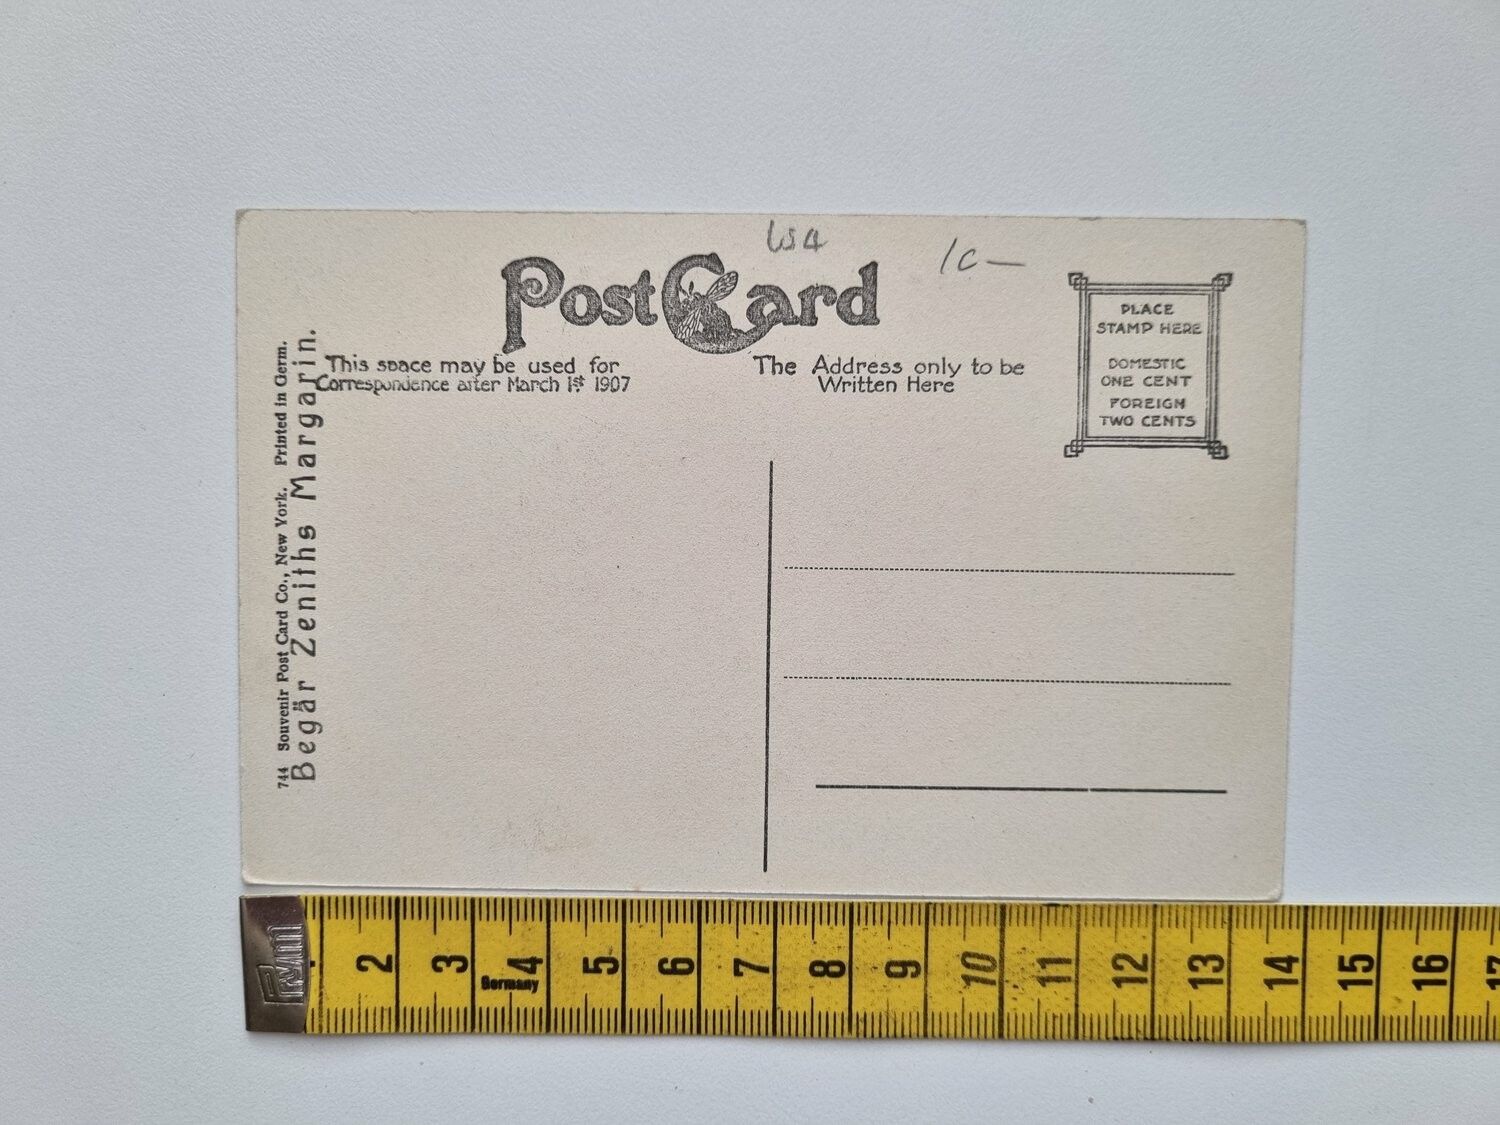 USA
1C—
Post Card
This space may be used for
Correspondence after March 1st 1907
The Address only to be
Written Here
PLACE
STAMP HERE
DOMESTIC
ONE CENT
FOREIGN
TWO CENTS
744 Souvenir Post Card Co., New York. Printed in Germ.
Begär Zeniths Margarin.
Prym
1 2 3 4 5 6 7 8 9 10 11 12 13 14 15 16 17
Germany